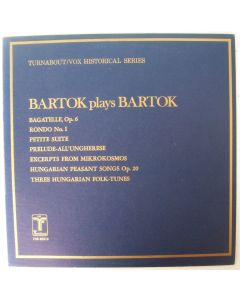 TURNABOUT/VOX HISTORICAL SERIES
BARTOK plays BARTOK
BAGATELLE, Op. 6
RONDO No. 1
PETITE SUITE
PRELUDE-ALL'UNGHERESE
EXCERPTS FROM MIKROKOSMOS
HUNGARIAN PEASANT SONGS Op. 20
THREE HUNGARIAN FOLK-TUNES